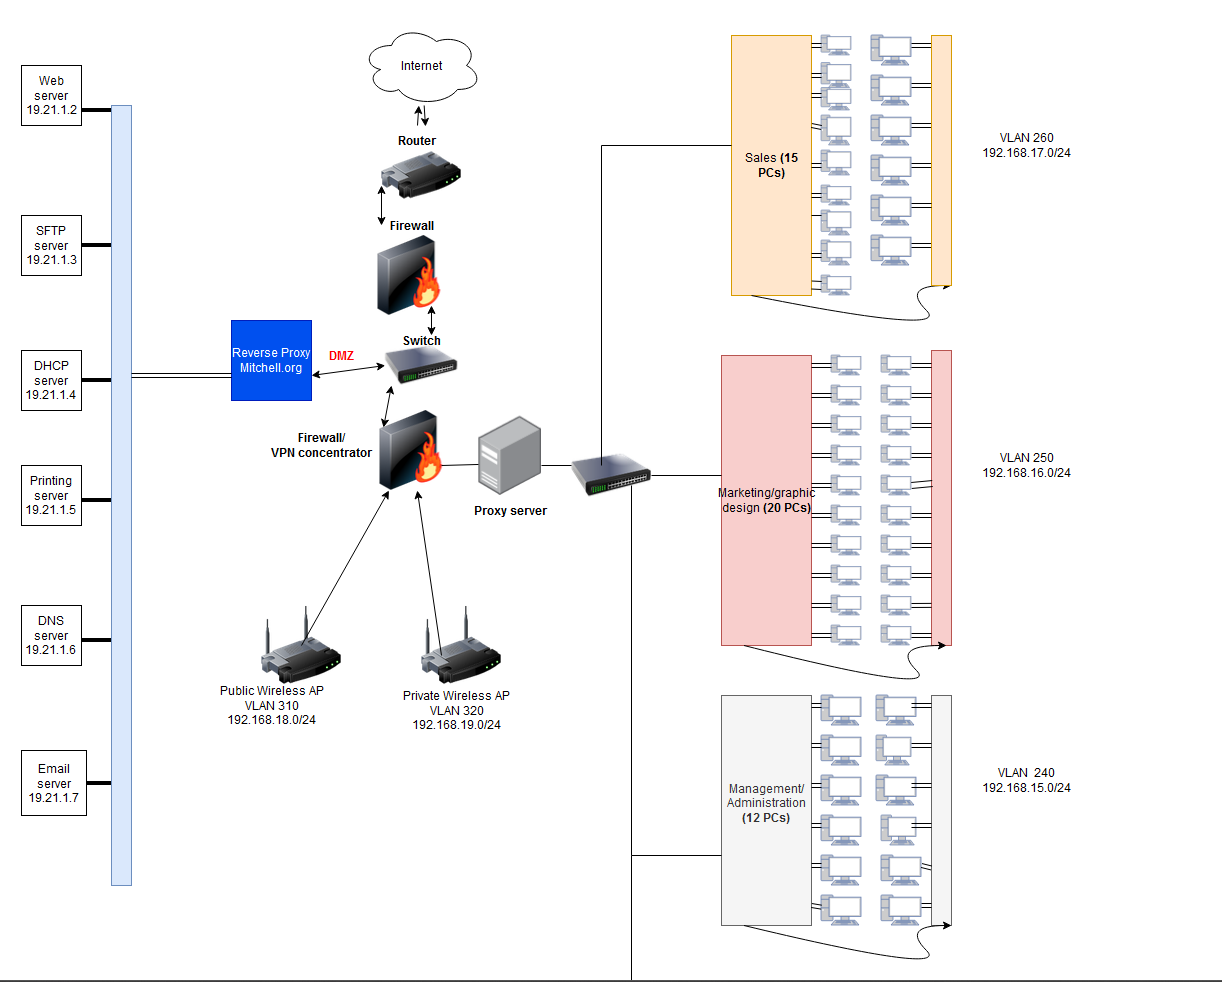 Internet
Router
Firewall
Switch
DMZ
Reverse Proxy
Mitchell.org
Firewall/
VPN concentrator
Proxy server
Public Wireless AP
VLAN 310
192.168.18.0/24
Private Wireless AP
VLAN 320
192.168.19.0/24
Web
server
19.21.1.2
SFTP
server
19.21.1.3
DHCP
server
19.21.1.4
Printing
server
19.21.1.5
DNS
server
19.21.1.6
Email
server
19.21.1.7
Sales (15
PCs)
VLAN 260
192.168.17.0/24
Marketing/graphic
design (20 PCs)
VLAN 250
192.168.16.0/24
Management/
Administration
(12 PCs)
VLAN 240
192.168.15.0/24